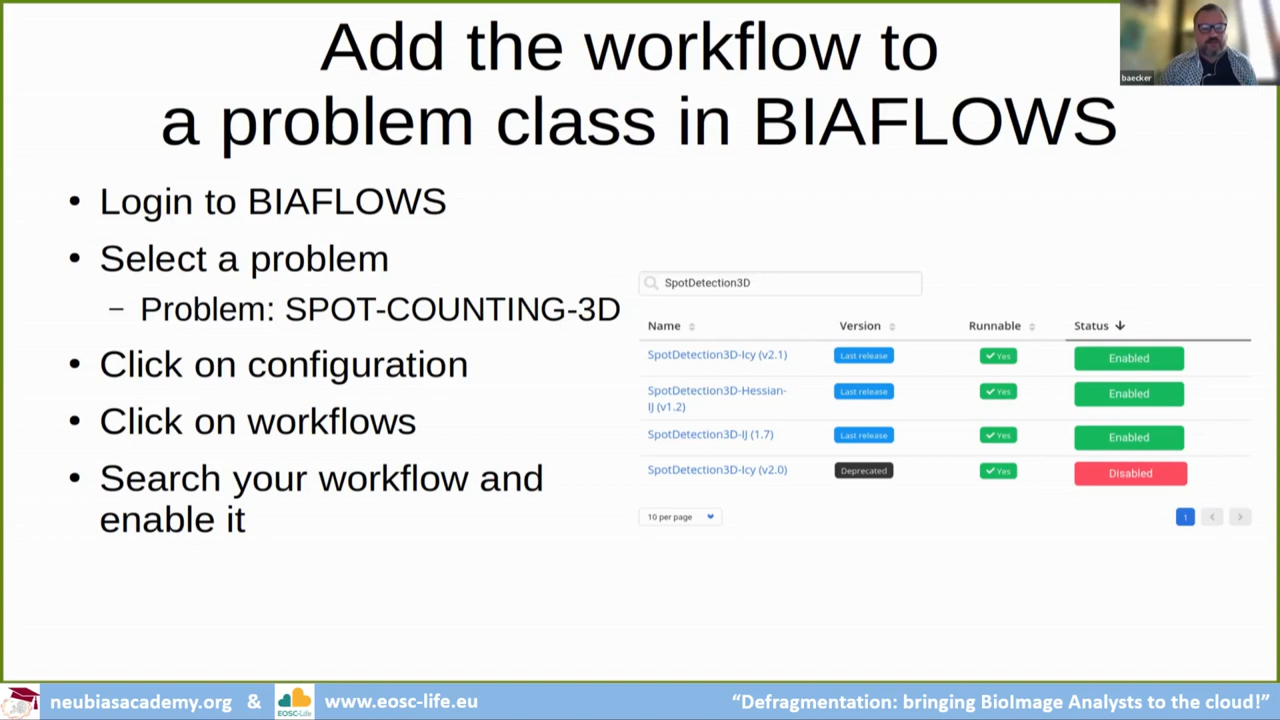 Add the workflow to
a problem class in BIAFLOWS
baecker
• Login to BIAFLOWS
• Select a problem
– Problem: SPOT-COUNTING-3D
• Click on configuration
• Click on workflows
• Search your workflow and
enable it
SpotDetection3D
Name Version Runnable Status
SpotDetection3D-Icy (v2.1) Last release Yes Enabled
SpotDetection3D-Hessian-
IJ (v1.2) Last release Yes Enabled
SpotDetection3D-IJ (1.7) Last release Yes Enabled
SpotDetection3D-Icy (v2.0) Deprecated Yes Disabled
10 per page 1
neubiasacademy.org & EOSC-Life www.eosc-life.eu “Defragmentation: bringing BioImage Analysts to the cloud!”